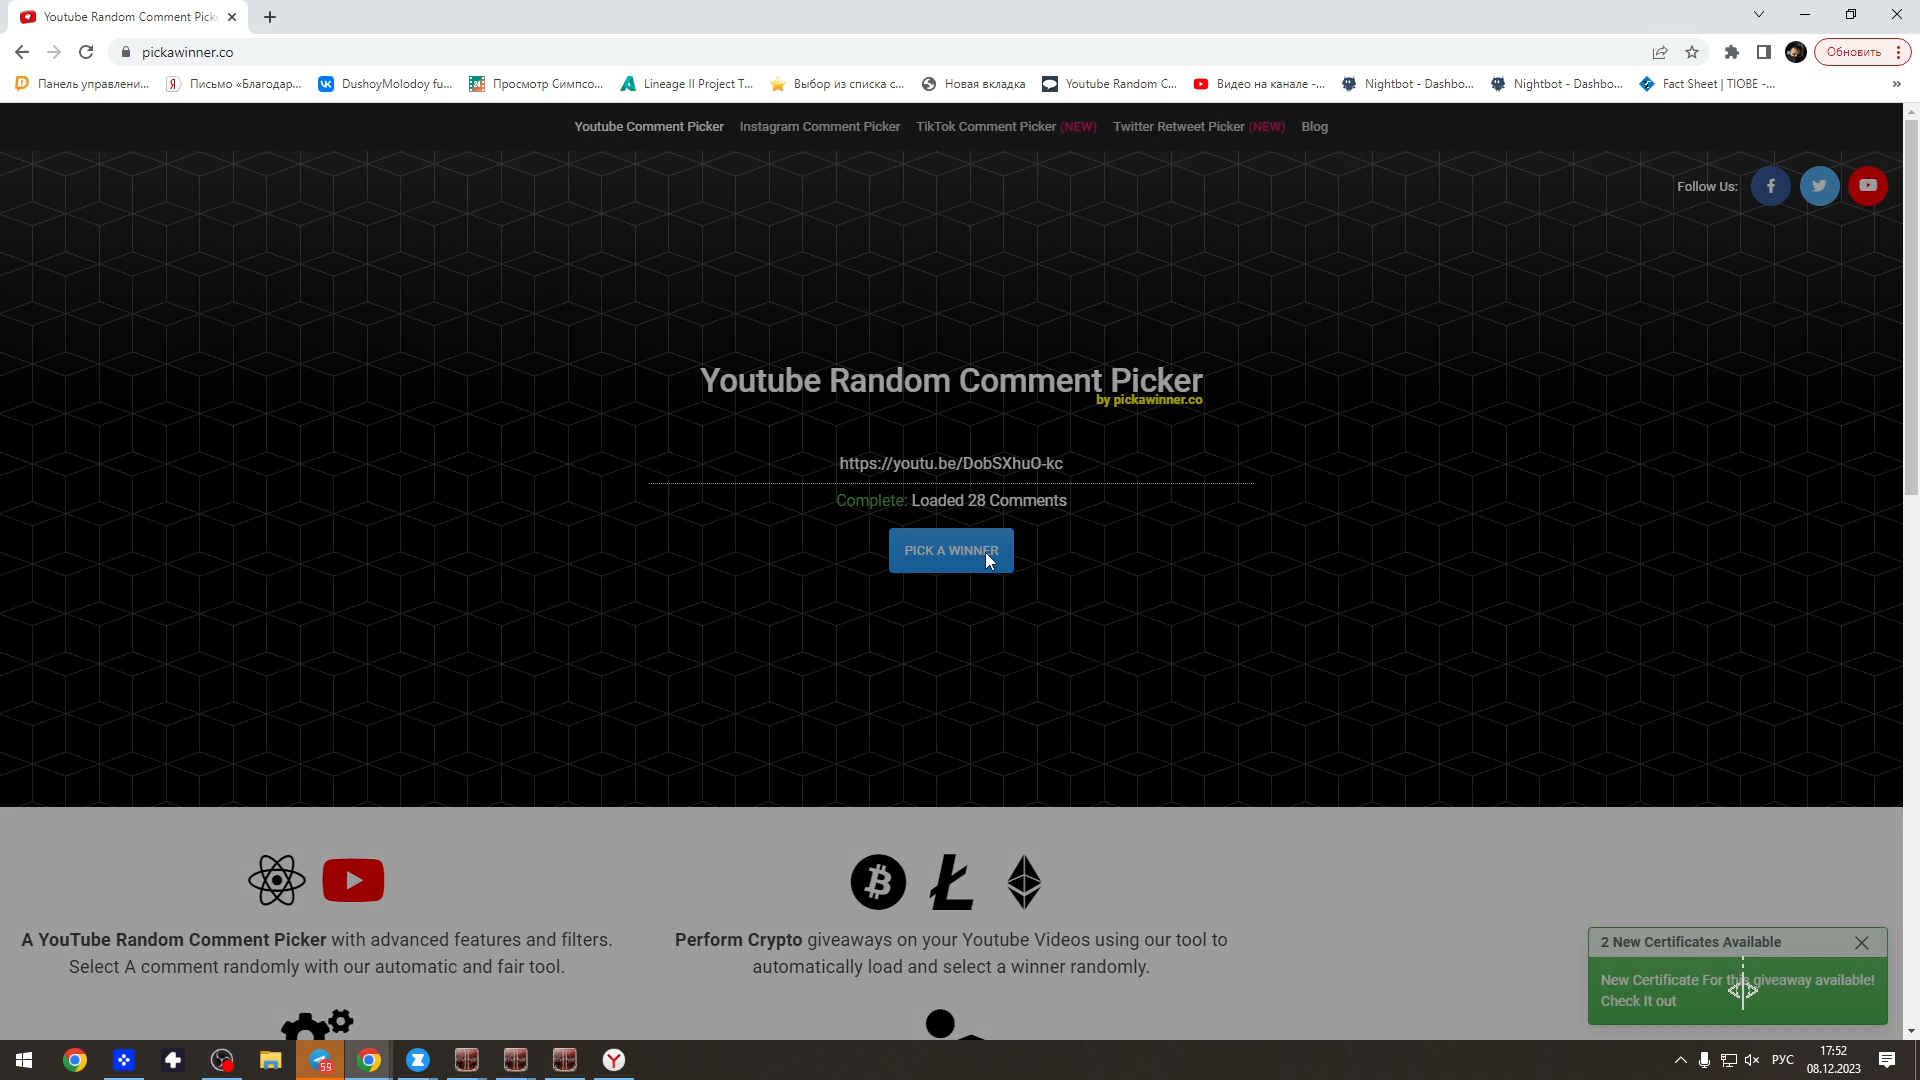 Youtube Random Comment Picke
pickawinner.co
Обновить
Панель управлени...
Письмо «Благодар...
DushoyMolodoy fu...
Просмотр Симпсо...
Lineage II Project T...
Выбор из списка с...
Новая вкладка
Youtube Random C...
Видео на канале -...
Nightbot - Dashbo...
Nightbot - Dashbo...
Fact Sheet | TIOBE -...
»
Youtube Comment Picker
Instagram Comment Picker
TikTok Comment Picker (NEW)
Twitter Retweet Picker (NEW)
Blog
Follow Us:
Youtube Random Comment Picker
by pickawinner.co
https://youtu.be/DobSXhuO-kc
Complete: Loaded 28 Comments
PICK A WINNER
A YouTube Random Comment Picker with advanced features and filters.
Select A comment randomly with our automatic and fair tool.
Perform Crypto giveaways on your Youtube Videos using our tool to
automatically load and select a winner randomly.
2 New Certificates Available
New Certificate For this giveaway available!
Check It out
59
РУС
17:52
08.12.2023